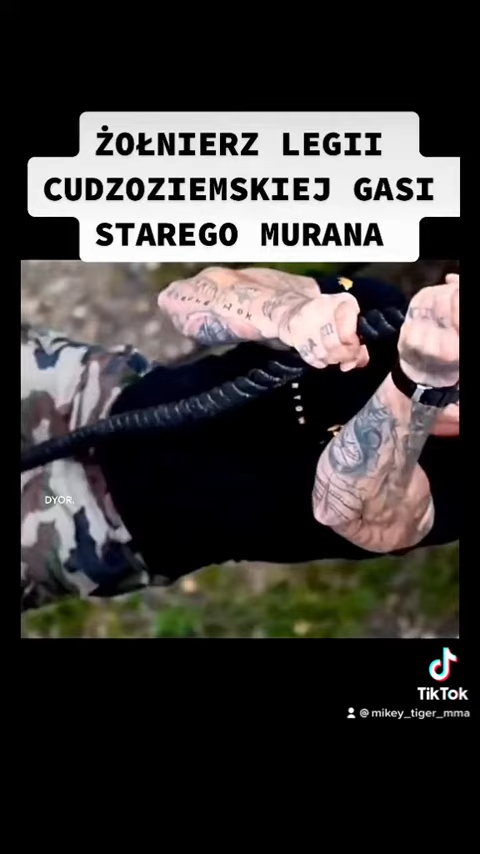 ŻOŁNIERZ LEGII
CUDZOZIEMSKIEJ GASI
STAREGO MURANA
DYOR.
TikTok
@mikey_tiger_mma